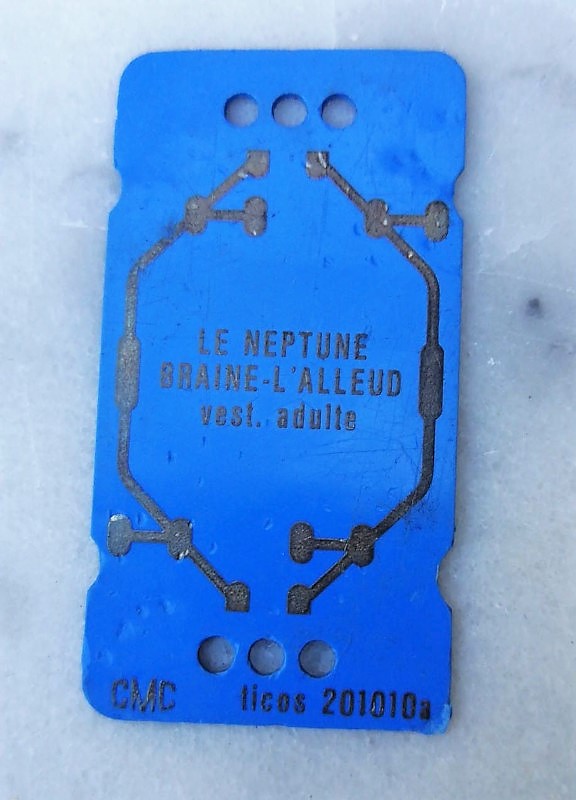 LE NEPTUNE
BRAINE-L'ALLEUD
vest. adulte
CMC ticos 201010a